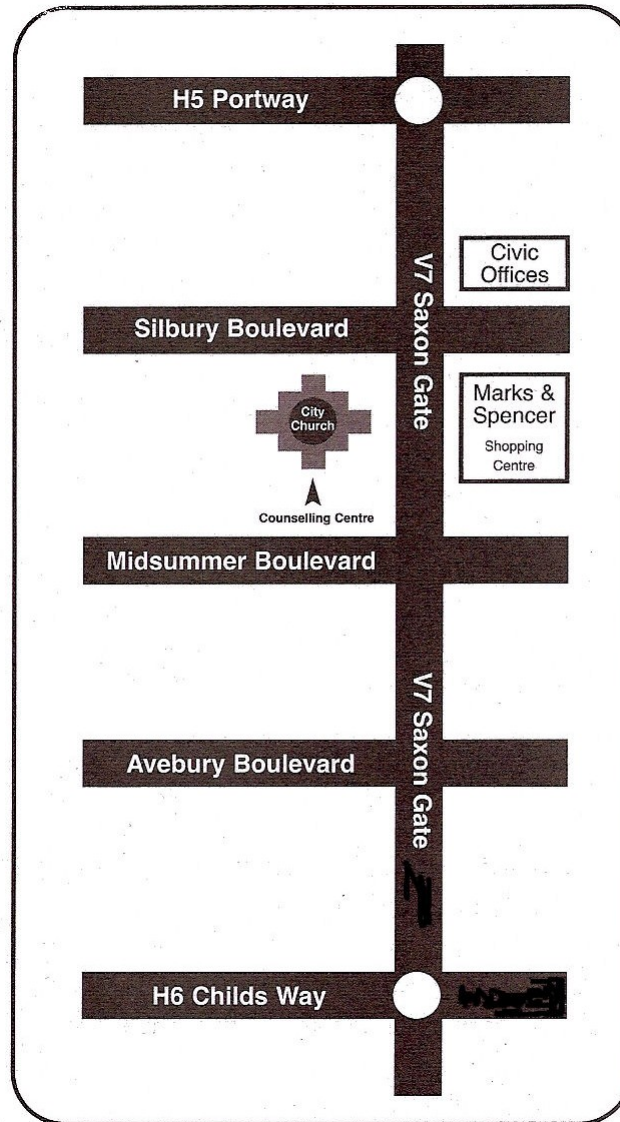 H5 Portway
Civic
Offices
V7 Saxon Gate
Silbury Boulevard
Marks &
Spencer
Shopping
Centre
City
Church
Counselling Centre
Midsummer Boulevard
V7 Saxon Gate
Avebury Boulevard
H6 Childs Way